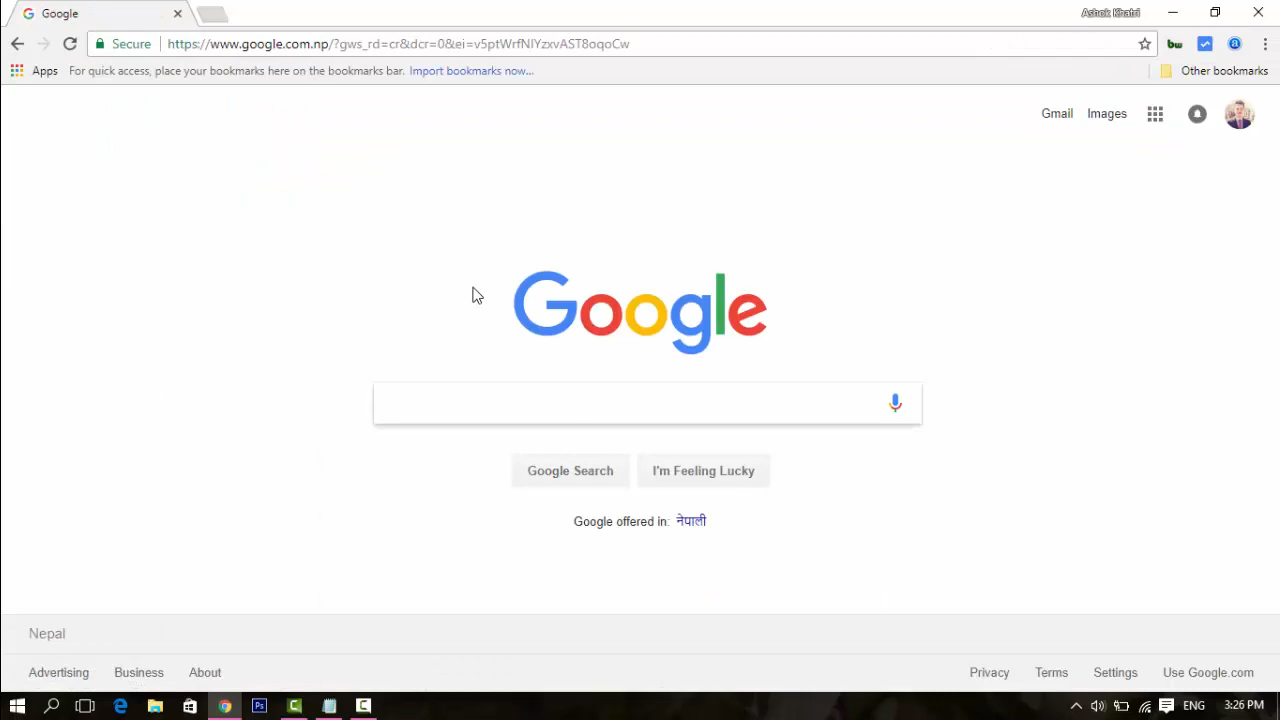 Google
Ashok Khatri
Secure
https://www.google.com.np/?gws_rd=cr&dcr=0&ei=v5ptWrfNIYzxvAST8oqoCw
bw
a
Apps
For quick access, place your bookmarks here on the bookmarks bar. Import bookmarks now...
Other bookmarks
Gmail
Images
Google
Google Search
I'm Feeling Lucky
Google offered in: नेपाली
Nepal
Advertising
Business
About
Privacy
Terms
Settings
Use Google.com
Ps
C
C
ENG
3:26 PM